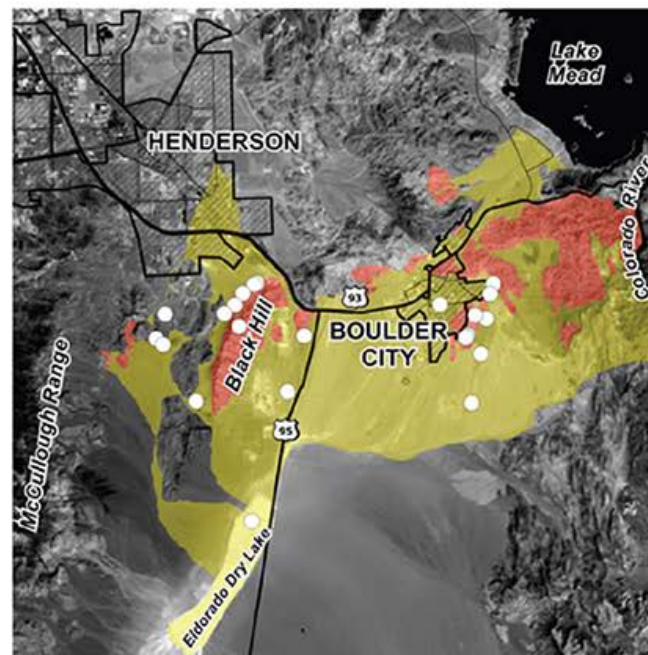 Lake
Mead
HENDERSON
Colorado River
93
BOULDER
CITY
Black Hill
McCullough Range
95
Eldorado Dry Lake